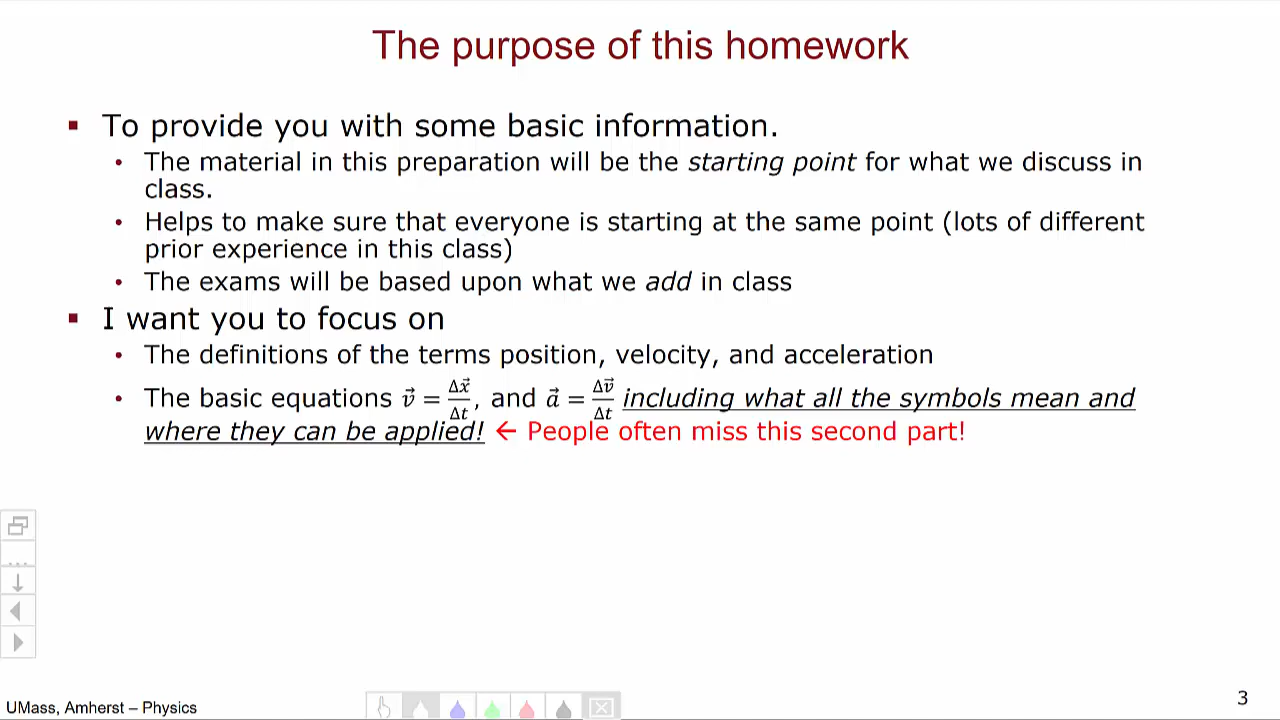 The purpose of this homework
▪ To provide you with some basic information.
• The material in this preparation will be the starting point for what we discuss in
class.
• Helps to make sure that everyone is starting at the same point (lots of different
prior experience in this class)
• The exams will be based upon what we add in class
▪ I want you to focus on
• The definitions of the terms position, velocity, and acceleration
• The basic equations v⃗ = Δx⃗/Δt, and a⃗ = Δv⃗/Δt including what all the symbols mean and
where they can be applied! ← People often miss this second part!
UMass, Amherst – Physics
3